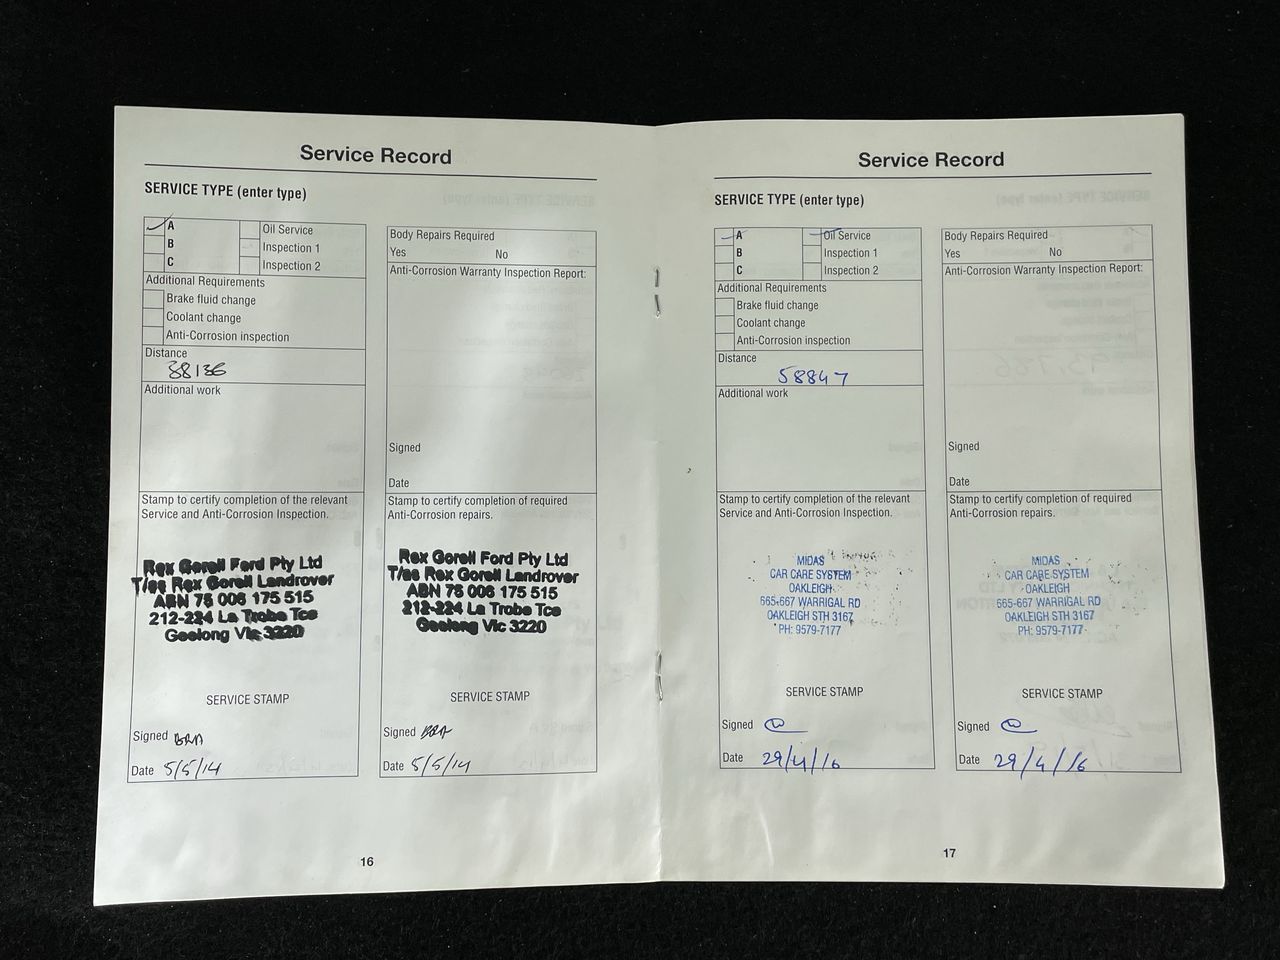 Service Record
SERVICE TYPE (enter type)
A
Oil Service
B
Inspection 1
C
Inspection 2
Additional Requirements
Brake fluid change
Coolant change
Anti-Corrosion inspection
Distance
38136
Additional work
Stamp to certify completion of the relevant
Service and Anti-Corrosion Inspection.
Rex Gorell Ford Pty Ltd
T/as Rex Gorell Landrover
ABN 75 006 175 515
212-224 La Trobe Tce
Geelong Vic 3220
SERVICE STAMP
Signed BRA
Date 5/5/14
Body Repairs Required
Yes No
Anti-Corrosion Warranty Inspection Report:
Signed
Date
Stamp to certify completion of required
Anti-Corrosion repairs.
Rex Gorell Ford Pty Ltd
T/as Rex Gorell Landrover
ABN 75 006 175 515
212-224 La Trobe Tce
Geelong Vic 3220
SERVICE STAMP
Signed BRA
Date 5/5/14
16
Service Record
SERVICE TYPE (enter type)
A
Oil Service
B
Inspection 1
C
Inspection 2
Additional Requirements
Brake fluid change
Coolant change
Anti-Corrosion inspection
Distance
58847
Additional work
Stamp to certify completion of the relevant
Service and Anti-Corrosion Inspection.
MIDAS
CAR CARE SYSTEM
OAKLEIGH
665-667 WARRIGAL RD
OAKLEIGH STH 3167
PH: 9579-7177
SERVICE STAMP
Signed
Date 29/4/16
Body Repairs Required
Yes No
Anti-Corrosion Warranty Inspection Report:
Signed
Date
Stamp to certify completion of required
Anti-Corrosion repairs.
MIDAS
CAR CARE SYSTEM
OAKLEIGH
665-667 WARRIGAL RD
OAKLEIGH STH 3167
PH: 9579-7177
SERVICE STAMP
Signed
Date 29/4/16
17